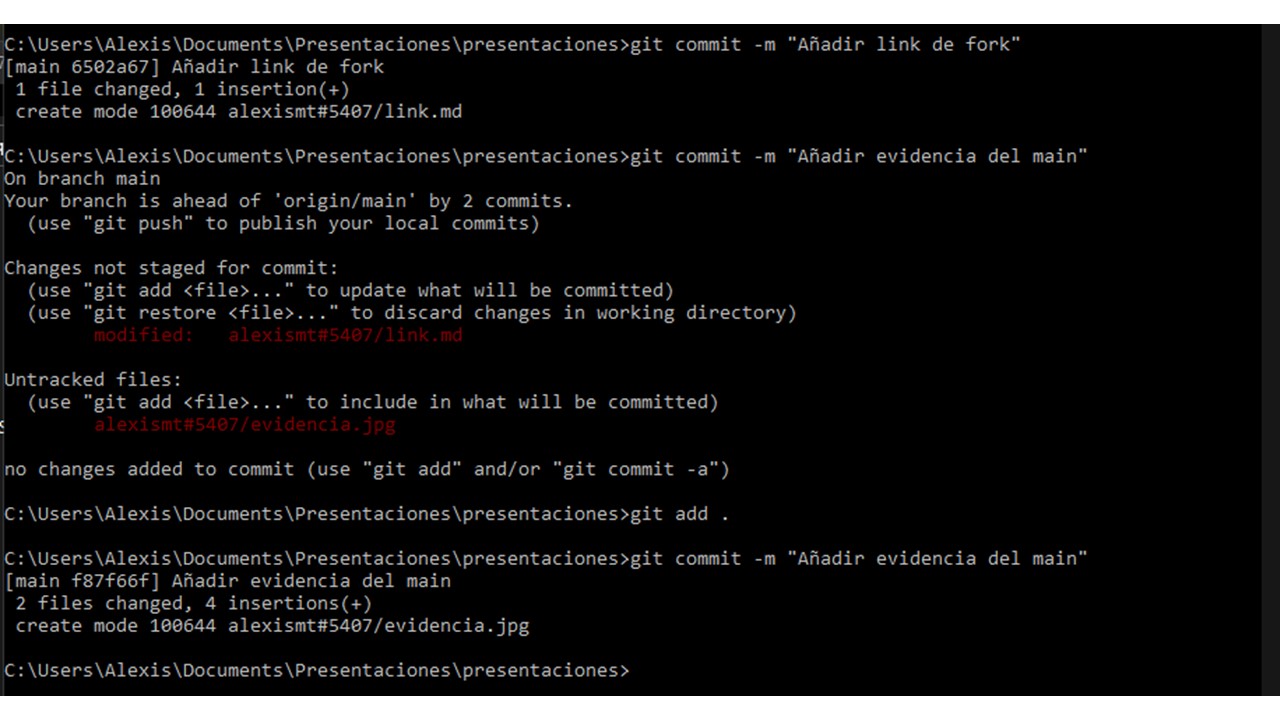 C:\Users\Alexis\Documents\Presentaciones\presentaciones>git commit -m "Añadir link de fork"
[main 6502a67] Añadir link de fork
 1 file changed, 1 insertion(+)
 create mode 100644 alexismt#5407/link.md
C:\Users\Alexis\Documents\Presentaciones\presentaciones>git commit -m "Añadir evidencia del main"
On branch main
Your branch is ahead of 'origin/main' by 2 commits.
  (use "git push" to publish your local commits)
Changes not staged for commit:
  (use "git add <file>..." to update what will be committed)
  (use "git restore <file>..." to discard changes in working directory)
        modified:   alexismt#5407/link.md
Untracked files:
  (use "git add <file>..." to include in what will be committed)
        alexismt#5407/evidencia.jpg
no changes added to commit (use "git add" and/or "git commit -a")
C:\Users\Alexis\Documents\Presentaciones\presentaciones>git add .
C:\Users\Alexis\Documents\Presentaciones\presentaciones>git commit -m "Añadir evidencia del main"
[main f87f66f] Añadir evidencia del main
 2 files changed, 4 insertions(+)
 create mode 100644 alexismt#5407/evidencia.jpg
C:\Users\Alexis\Documents\Presentaciones\presentaciones>